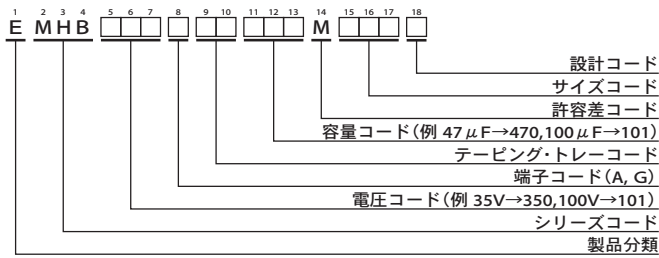 1 2 3 4 5 6 7 8 9 10 11 12 13 14 15 16 17 18
E M H B □□□ □ □□ □□□ M □□□ □
設計コード
サイズコード
許容差コード
容量コード(例 47μF→470,100μF→101)
テーピング・トレーコード
端子コード(A, G)
電圧コード(例 35V→350,100V→101)
シリーズコード
製品分類